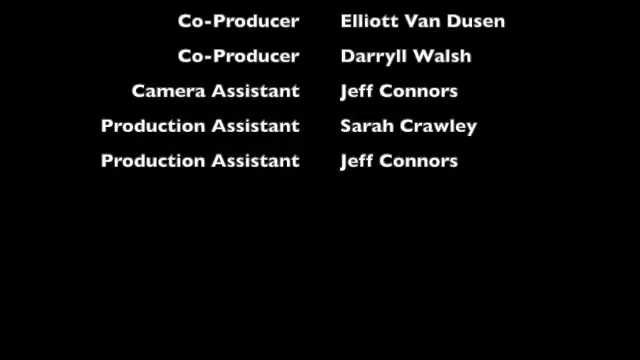 Co-Producer Elliott Van Dusen
Co-Producer Darryll Walsh
Camera Assistant Jeff Connors
Production Assistant Sarah Crawley
Production Assistant Jeff Connors